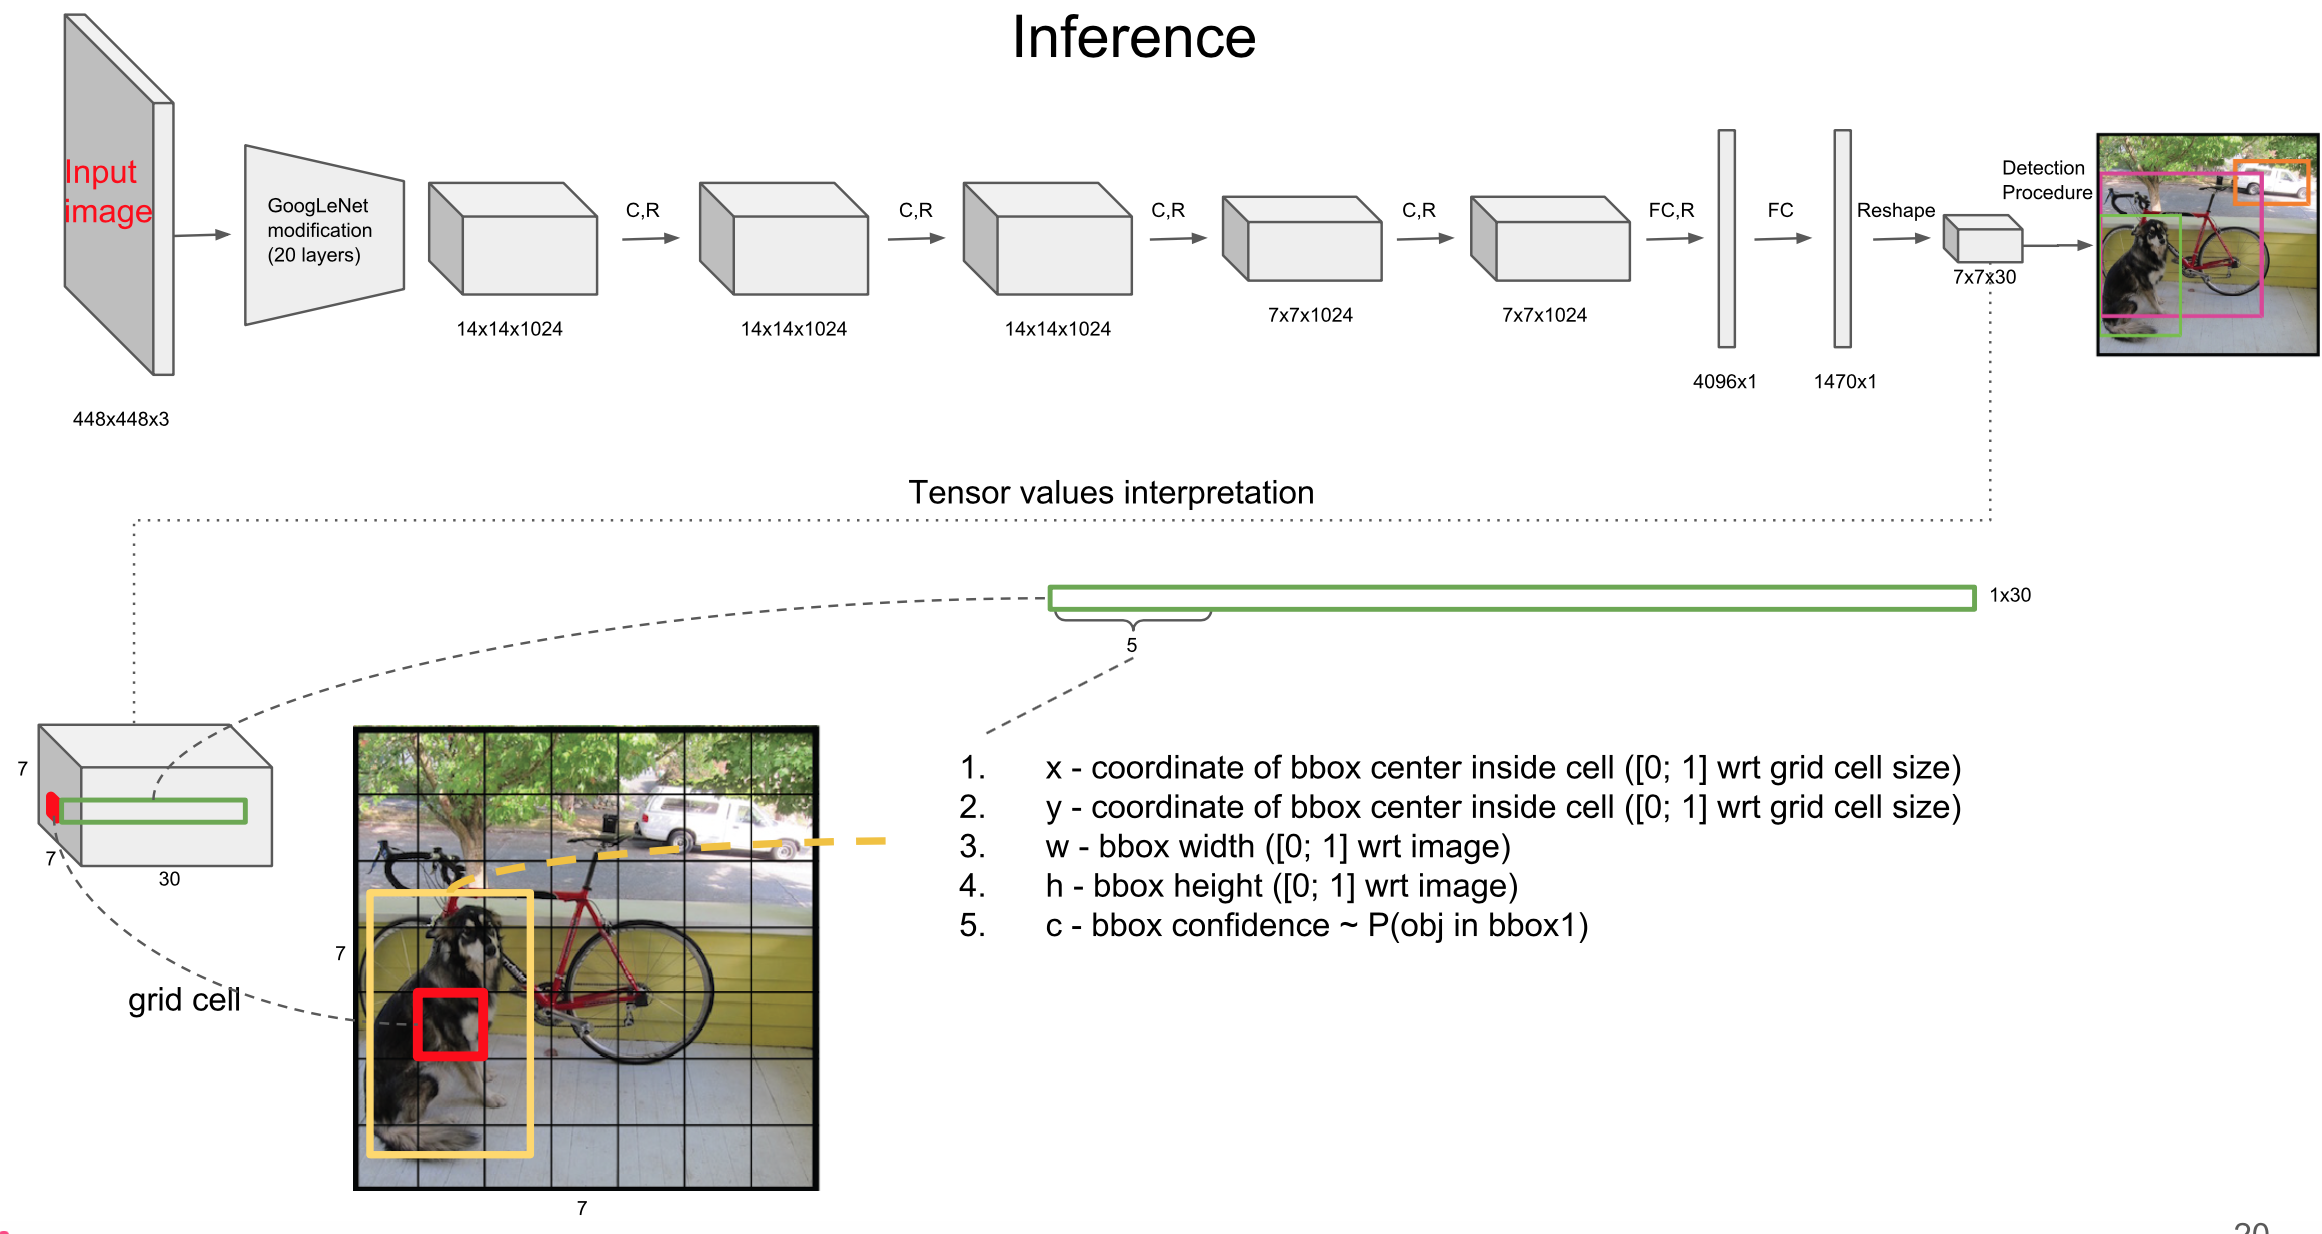 Inference
Input
image
448x448x3
GoogLeNet
modification
(20 layers)
14x14x1024
C,R
14x14x1024
C,R
14x14x1024
C,R
7x7x1024
C,R
7x7x1024
FC,R
4096x1
FC
1470x1
Reshape
7x7x30
Detection
Procedure
Tensor values interpretation
1x30
5
7
7
30
grid cell
7
7
1. x - coordinate of bbox center inside cell ([0; 1] wrt grid cell size)
2. y - coordinate of bbox center inside cell ([0; 1] wrt grid cell size)
3. w - bbox width ([0; 1] wrt image)
4. h - bbox height ([0; 1] wrt image)
5. c - bbox confidence ~ P(obj in bbox1)
20